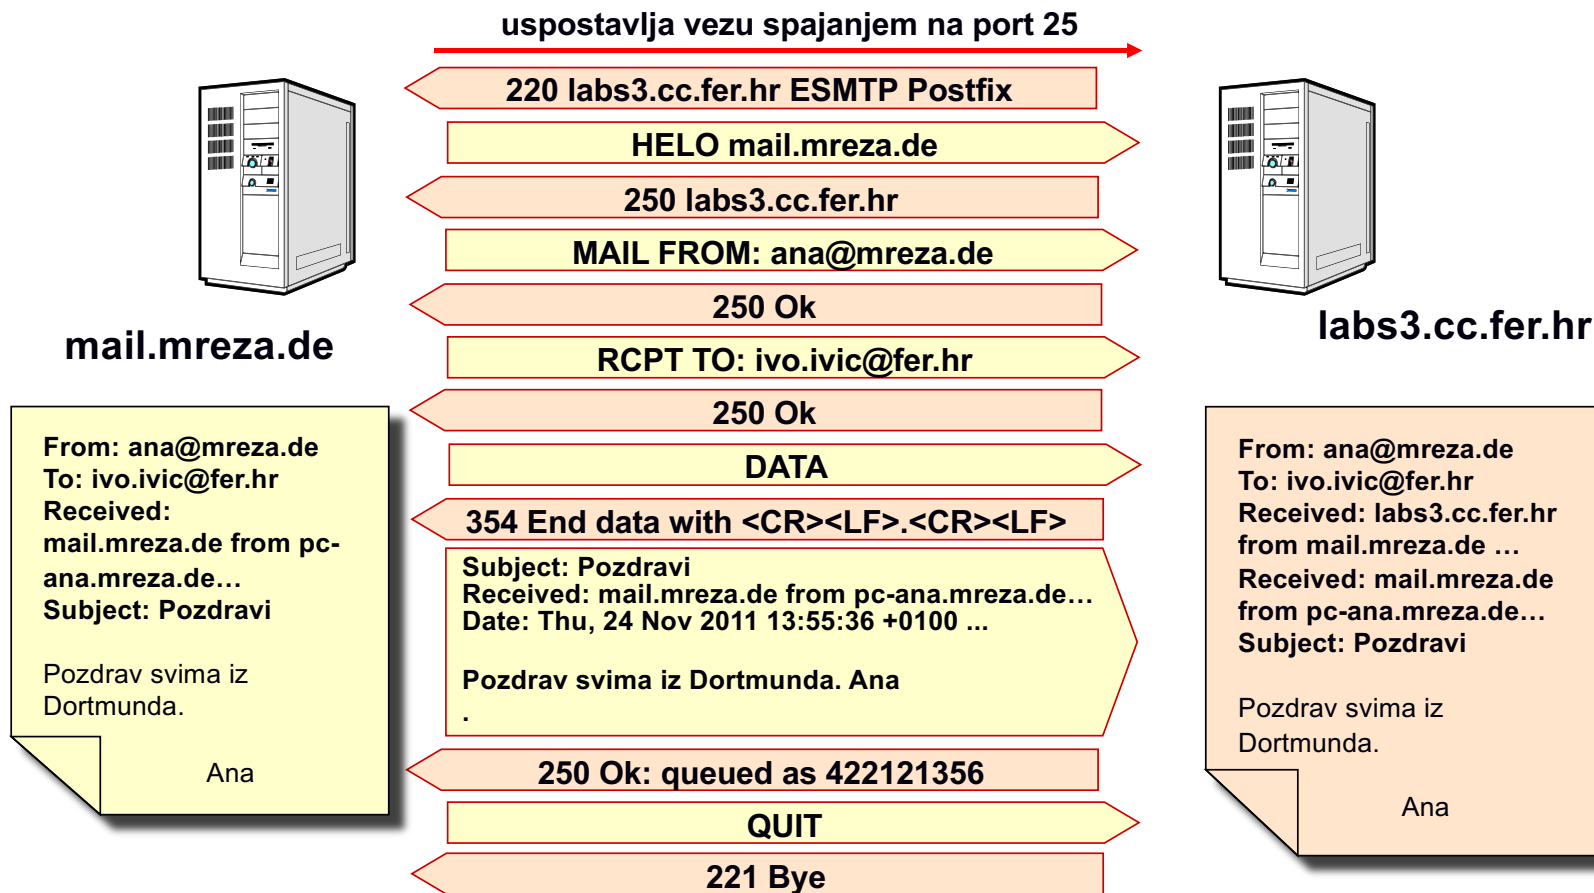 uspostavlja vezu spajanjem na port 25
220 labs3.cc.fer.hr ESMTP Postfix
HELO mail.mreza.de
250 labs3.cc.fer.hr
MAIL FROM: ana@mreza.de
250 Ok
RCPT TO: ivo.ivic@fer.hr
250 Ok
DATA
354 End data with <CR><LF>.<CR><LF>
Subject: Pozdravi
Received: mail.mreza.de from pc-ana.mreza.de…
Date: Thu, 24 Nov 2011 13:55:36 +0100 ...
Pozdrav svima iz Dortmunda. Ana
.
250 Ok: queued as 422121356
QUIT
221 Bye
mail.mreza.de
From: ana@mreza.de
To: ivo.ivic@fer.hr
Received:
mail.mreza.de from pc-
ana.mreza.de…
Subject: Pozdravi
Pozdrav svima iz
Dortmunda.
Ana
labs3.cc.fer.hr
From: ana@mreza.de
To: ivo.ivic@fer.hr
Received: labs3.cc.fer.hr
from mail.mreza.de …
Received: mail.mreza.de
from pc-ana.mreza.de…
Subject: Pozdravi
Pozdrav svima iz
Dortmunda.
Ana